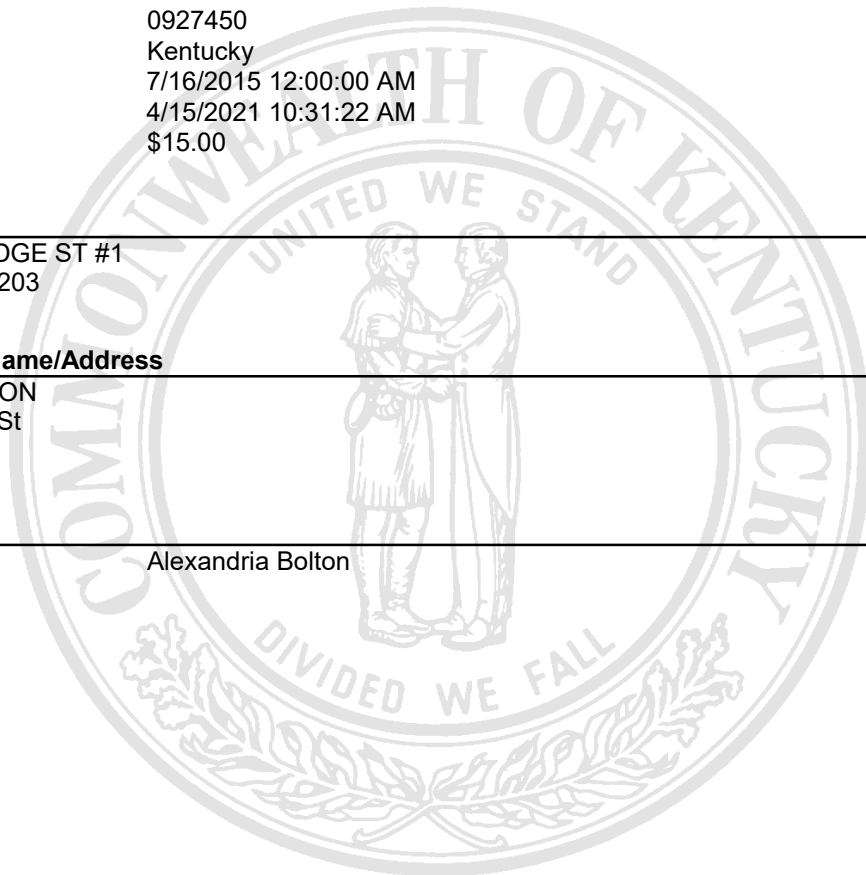 0927450
Kentucky
7/16/2015 12:00:00 AM
4/15/2021 10:31:22 AM
$15.00
DGE ST #1
203
ame/Address
ON
St
Alexandria Bolton
COMMONWEALTH OF KENTUCKY
UNITED WE STAND
DIVIDED WE FALL